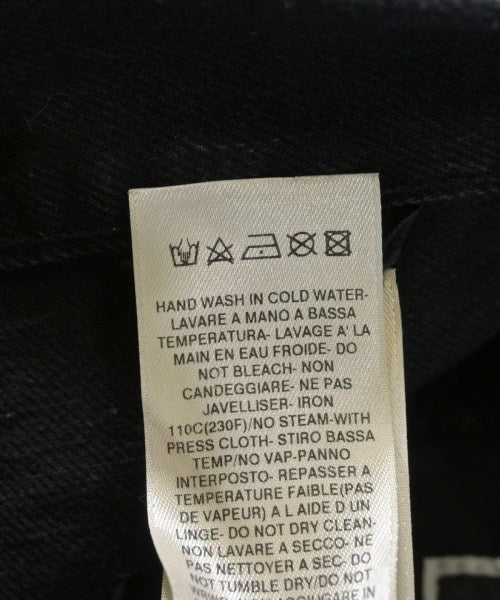 HAND WASH IN COLD WATER-
LAVARE A MANO A BASSA
TEMPERATURA- LAVAGE A' LA
MAIN EN EAU FROIDE- DO
NOT BLEACH- NON
CANDEGGIARE- NE PAS
JAVELLISER- IRON
110C(230F)/NO STEAM-WITH
PRESS CLOTH- STIRO BASSA
TEMP/NO VAP-PANNO
INTERPOSTO- REPASSER A
TEMPERATURE FAIBLE(PAS
DE VAPEUR) A L AIDE D UN
LINGE- DO NOT DRY CLEAN-
NON LAVARE A SECCO- NE
PAS NETTOYER A SEC- DO
NOT TUMBLE DRY/DO NOT